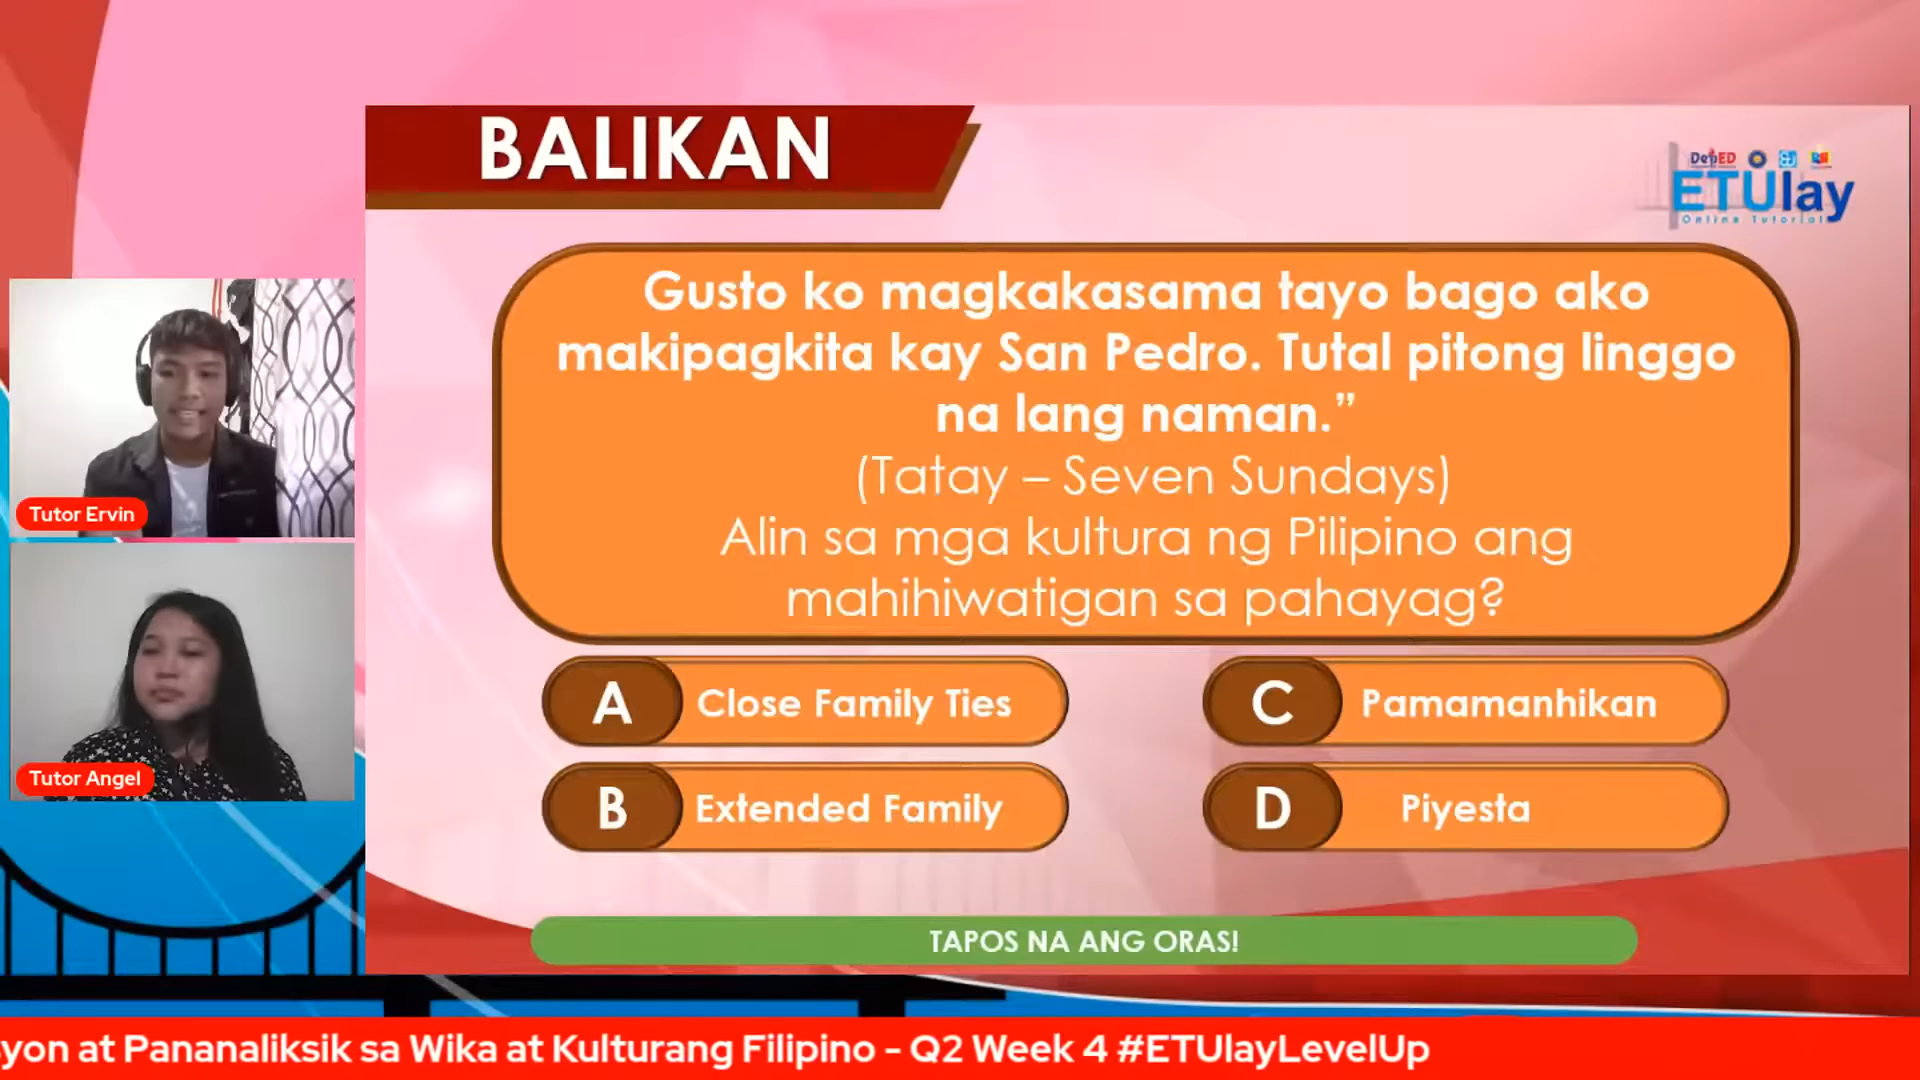 BALIKAN
DepED
ETUlay
Online Tutorial
Gusto ko magkakasama tayo bago ako
makipagkita kay San Pedro. Tutal pitong linggo
na lang naman.”
(Tatay – Seven Sundays)
Alin sa mga kultura ng Pilipino ang
mahihiwatigan sa pahayag?
A Close Family Ties
C Pamamanhikan
B Extended Family
D Piyesta
TAPOS NA ANG ORAS!
Tutor Ervin
Tutor Angel
syon at Pananaliksik sa Wika at Kulturang Filipino - Q2 Week 4 #ETUlayLevelUp